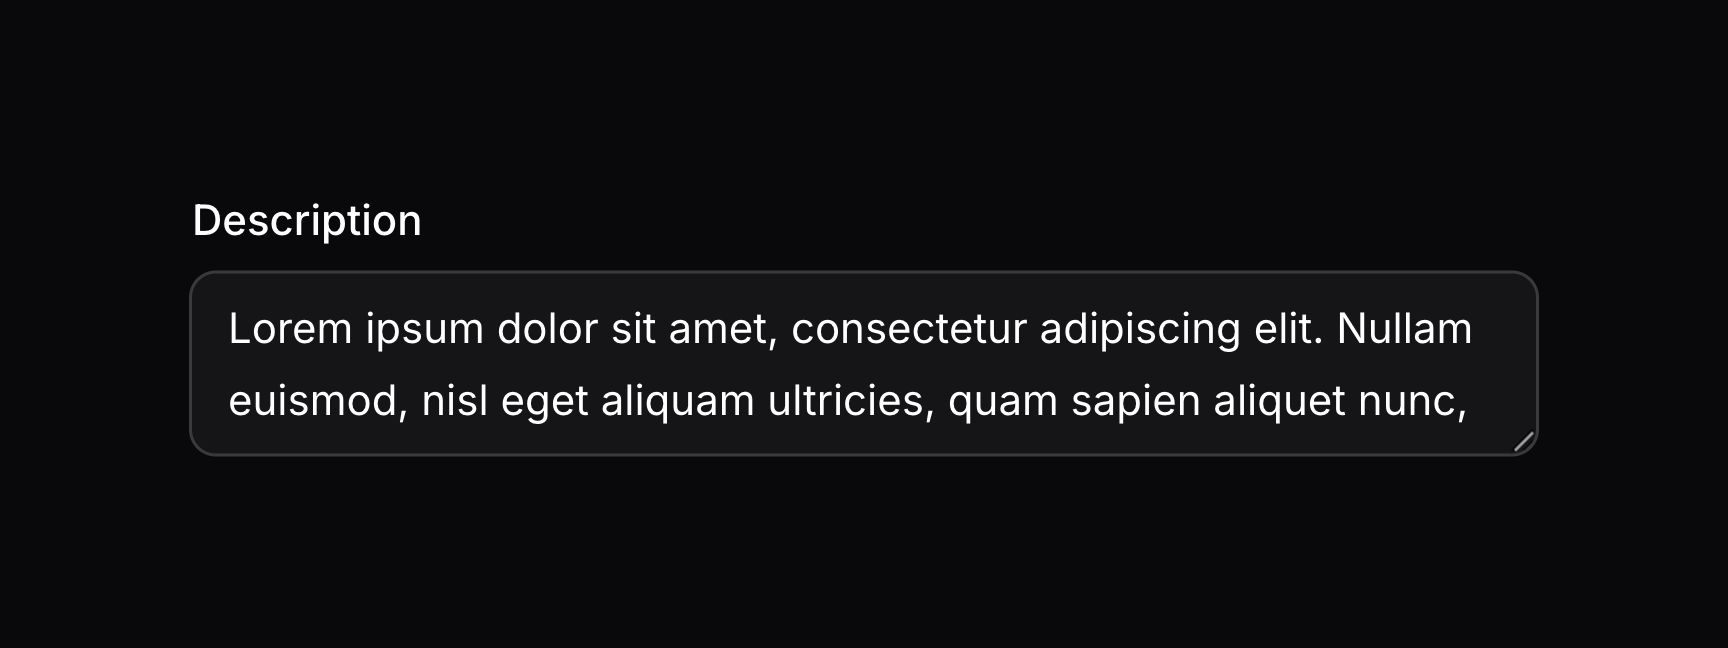 Description
Lorem ipsum dolor sit amet, consectetur adipiscing elit. Nullam
euismod, nisl eget aliquam ultricies, quam sapien aliquet nunc,